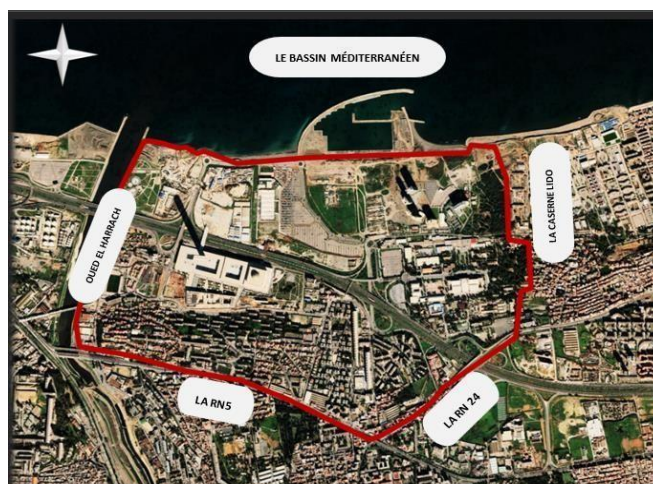 LE BASSIN MÉDITERRANÉEN
OUED EL HARRACH
LA CASERNE LIDO
LA RN5
LA RN 24